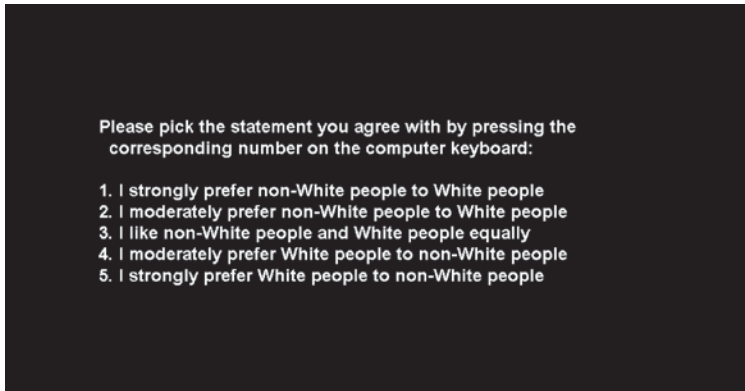 Please pick the statement you agree with by pressing the
corresponding number on the computer keyboard:
1. I strongly prefer non-White people to White people
2. I moderately prefer non-White people to White people
3. I like non-White people and White people equally
4. I moderately prefer White people to non-White people
5. I strongly prefer White people to non-White people